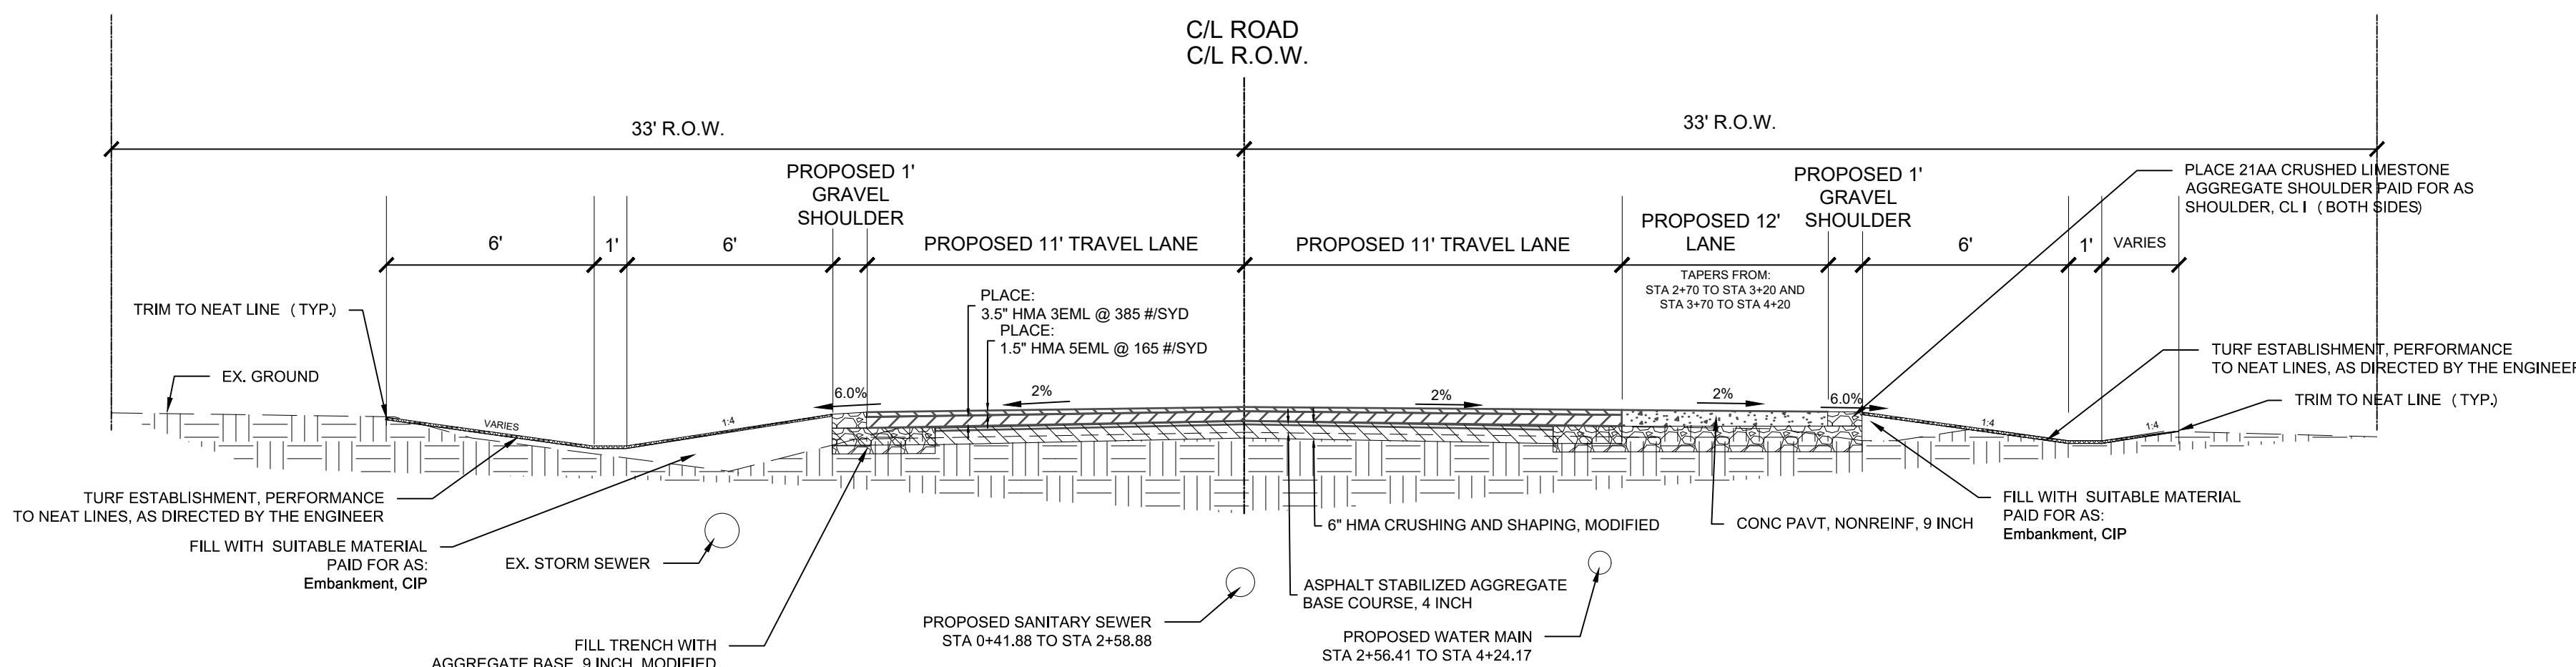 C/L ROAD
C/L R.O.W.
33' R.O.W.
33' R.O.W.
PROPOSED 1'
GRAVEL
SHOULDER
PROPOSED 1'
GRAVEL
SHOULDER
PLACE 21AA CRUSHED LIMESTONE
AGGREGATE SHOULDER PAID FOR AS
SHOULDER, CL I (BOTH SIDES)
6'
1'
6'
PROPOSED 11' TRAVEL LANE
PROPOSED 11' TRAVEL LANE
PROPOSED 12'
LANE
6'
1'
VARIES
TAPERS FROM:
STA 2+70 TO STA 3+20 AND
STA 3+70 TO STA 4+20
TRIM TO NEAT LINE (TYP.)
PLACE:
3.5" HMA 3EML @ 385 #/SYD
PLACE:
1.5" HMA 5EML @ 165 #/SYD
TURF ESTABLISHMENT, PERFORMANCE
TO NEAT LINES, AS DIRECTED BY THE ENGINEER
EX. GROUND
6.0%
2%
2%
2%
6.0%
TRIM TO NEAT LINE (TYP.)
VARIES
1:4
1:4
1:4
TURF ESTABLISHMENT, PERFORMANCE
TO NEAT LINES, AS DIRECTED BY THE ENGINEER
FILL WITH SUITABLE MATERIAL
PAID FOR AS:
Embankment, CIP
EX. STORM SEWER
6" HMA CRUSHING AND SHAPING, MODIFIED
CONC PAVT, NONREINF, 9 INCH
FILL WITH SUITABLE MATERIAL
PAID FOR AS:
Embankment, CIP
ASPHALT STABILIZED AGGREGATE
BASE COURSE, 4 INCH
PROPOSED SANITARY SEWER
STA 0+41.88 TO STA 2+58.88
PROPOSED WATER MAIN
STA 2+56.41 TO STA 4+24.17
FILL TRENCH WITH
AGGREGATE BASE, 9 INCH, MODIFIED